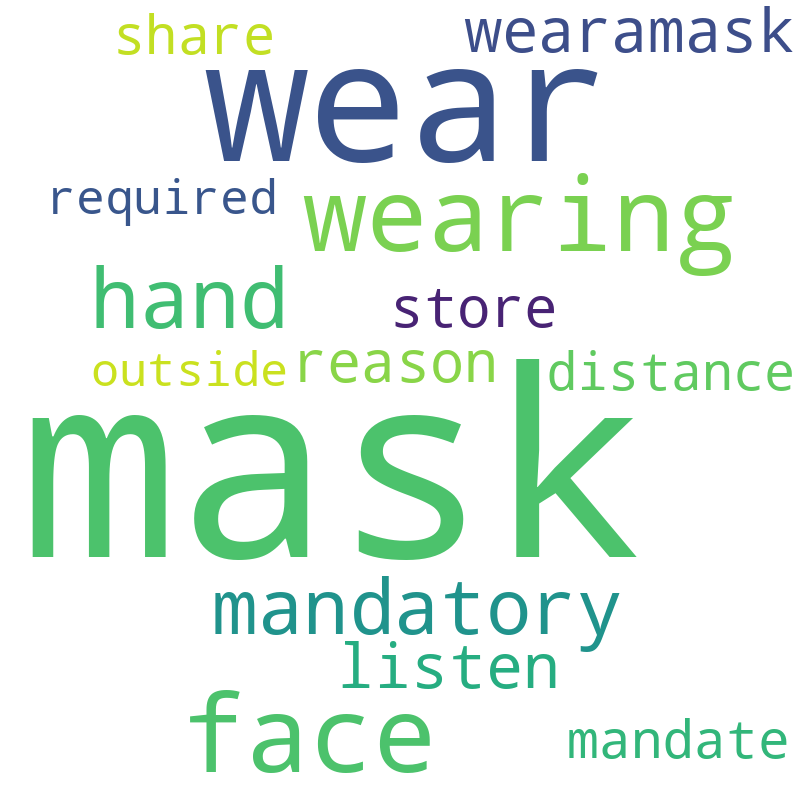 share wearamask
wear
required wearing
hand store
outside reason distance
mask
mandatory
listen
face mandate